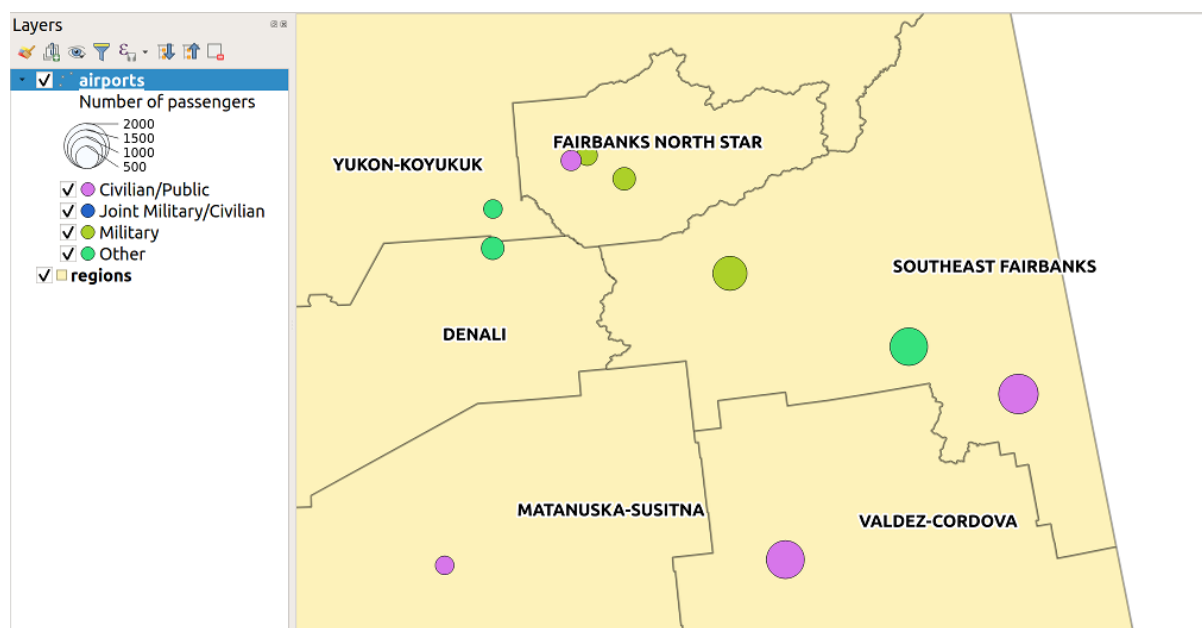 Layers
airports
Number of passengers
2000
1500
1000
500
Civilian/Public
Joint Military/Civilian
Military
Other
regions
FAIRBANKS NORTH STAR
YUKON-KOYUKUK
SOUTHEAST FAIRBANKS
DENALI
MATANUSKA-SUSITNA
VALDEZ-CORDOVA